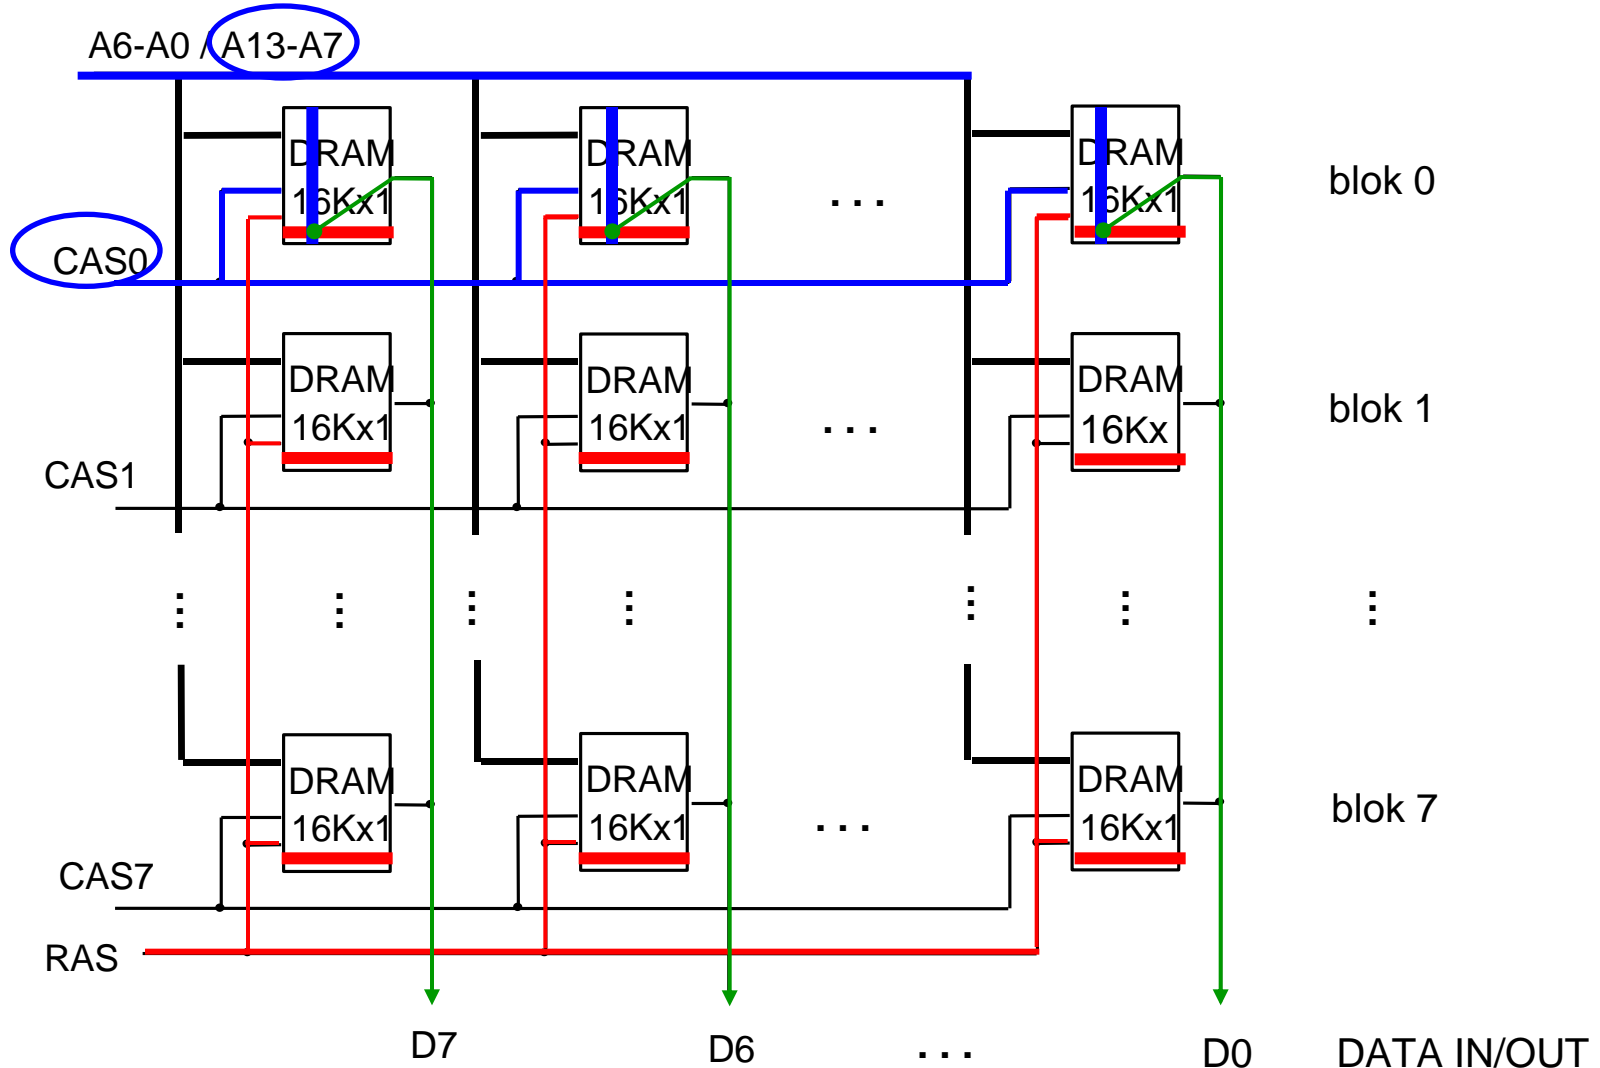 A6-A0 / A13-A7
DRAM DRAM DRAM
16Kx1 16Kx1 . . . 16Kx1 blok 0
CAS0
DRAM DRAM DRAM
16Kx1 16Kx1 . . . 16Kx blok 1
CAS1
... ... ... ... ... ... ...
DRAM DRAM DRAM
16Kx1 16Kx1 . . . 16Kx1 blok 7
CAS7
RAS
D7 D6 . . . D0 DATA IN/OUT